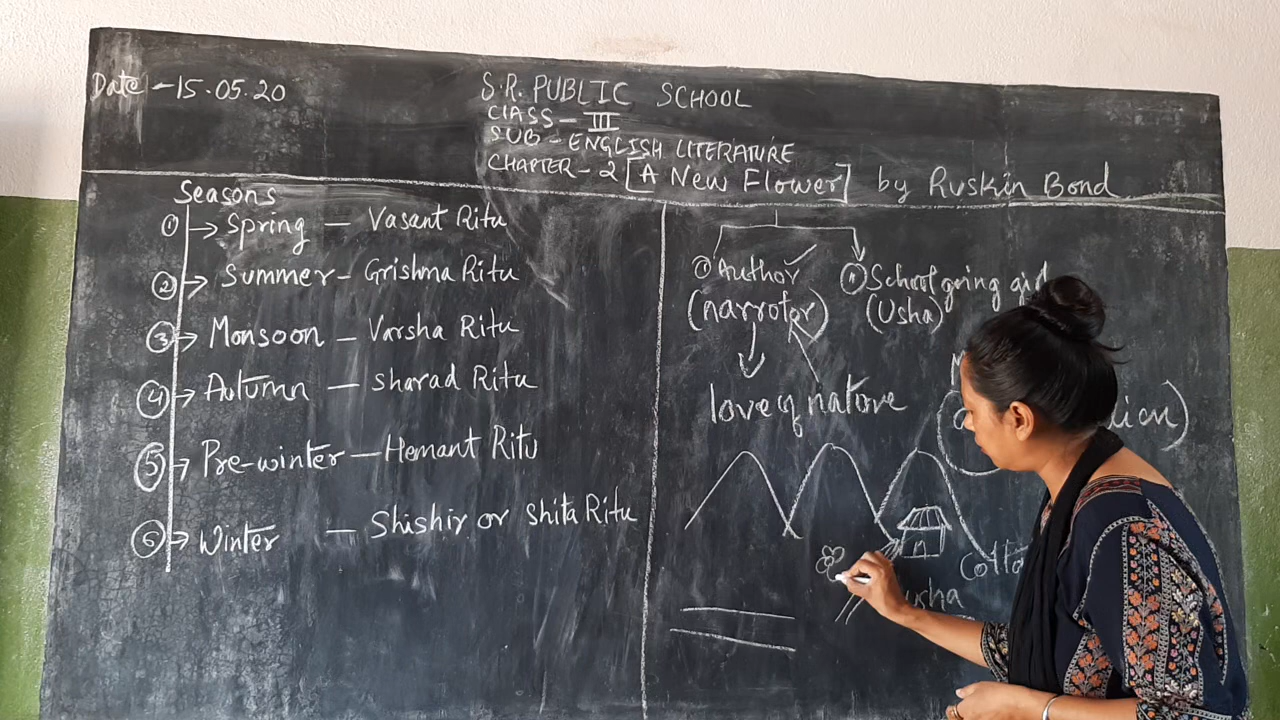 Date - 15.05.20
S.R. PUBLIC SCHOOL
CLASS - III
SUB - ENGLISH LITERATURE
CHAPTER - 2 [A New Flower] by Ruskin Bond
Seasons
① → Spring — Vasant Ritu
② → Summer - Grishma Ritu
③ → Monsoon — Varsha Ritu
④ → Autumn — Sharad Ritu
⑤ → Pre-winter — Hemant Ritu
⑥ → Winter — Shishir or Shita Ritu
① Author ✓
(narrotor)
love of nature
① School going
(Usha)